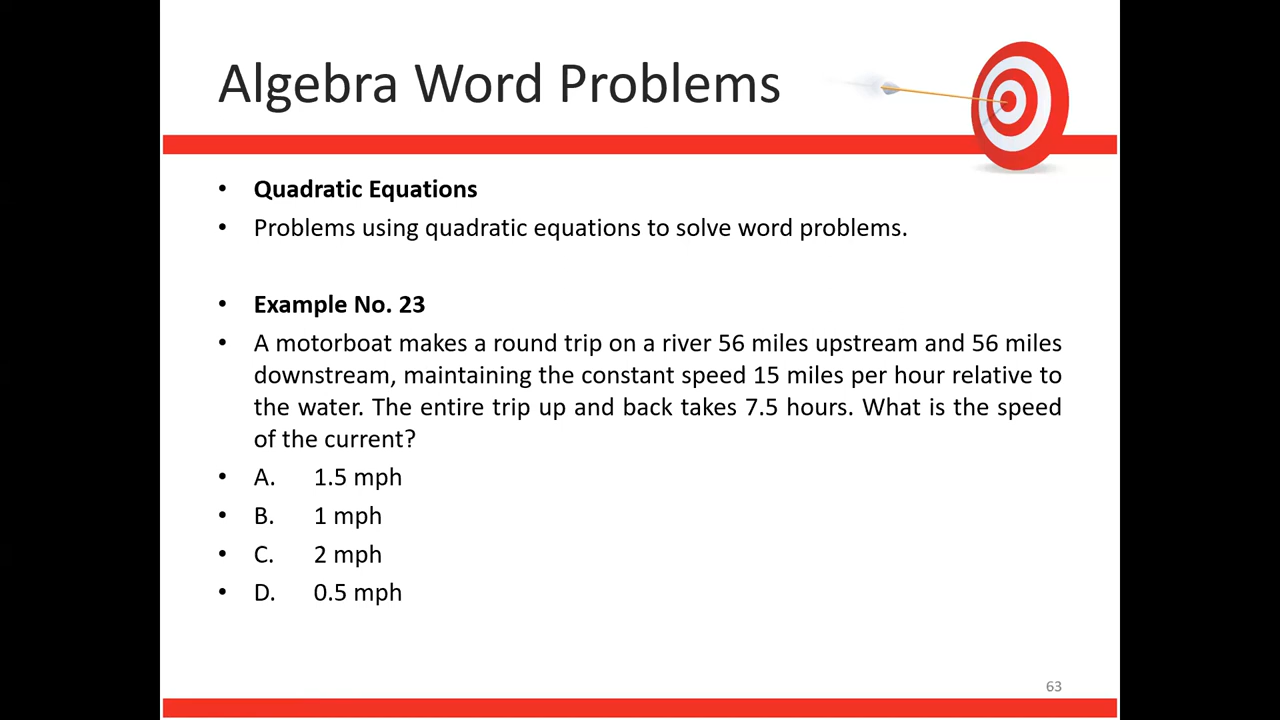 Algebra Word Problems
• Quadratic Equations
• Problems using quadratic equations to solve word problems.
• Example No. 23
• A motorboat makes a round trip on a river 56 miles upstream and 56 miles
downstream, maintaining the constant speed 15 miles per hour relative to
the water. The entire trip up and back takes 7.5 hours. What is the speed
of the current?
• A. 1.5 mph
• B. 1 mph
• C. 2 mph
• D. 0.5 mph
63